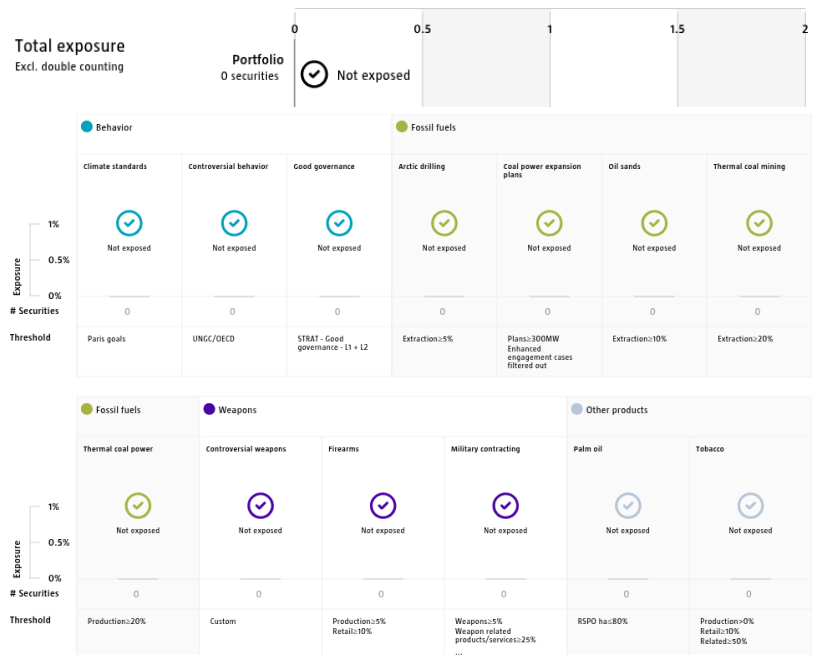 0 0.5 1 1.5 2
Total exposure
Excl. double counting
Portfolio
0 securities
Not exposed
Behavior
Fossil fuels
Climate standards
Controversial behavior
Good governance
Arctic drilling
Coal power expansion
plans
Oil sands
Thermal coal mining
Not exposed Not exposed Not exposed Not exposed Not exposed Not exposed Not exposed
Exposure
1%
0.5%
0%
# Securities 0 0 0 0 0 0 0
Threshold
Paris goals
UNGC/OECD
STRAT - Good
governance - L1 + L2
Extraction≥5%
Plans≥300MW
Enhanced
engagement cases
filtered out
Extraction≥10%
Extraction≥20%
Fossil fuels
Weapons
Other products
Thermal coal power
Controversial weapons
Firearms
Military contracting
Palm oil
Tobacco
Not exposed Not exposed Not exposed Not exposed Not exposed Not exposed
Exposure
1%
0.5%
0%
# Securities 0 0 0 0 0 0
Threshold
Production≥20%
Custom
Production≥5%
Retail≥10%
Weapons≥5%
Weapon related
products/services≥25%
RSPO ha≤80%
Production>0%
Retail≥10%
Related≥50%